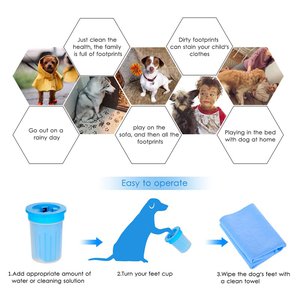 Just clean the
health, the family
is full of
footprints
Dirty footprints
can stain your child's
clothes
Go out on a
rainy day
play on the
sofa, and then all the
footprints
Playing in the bed
with dog at home
Easy to operate
1.Add appropriate amount of
water or cleaning solution
2.Turn your feet cup
3.Wipe the dog's feet with
a clean towel